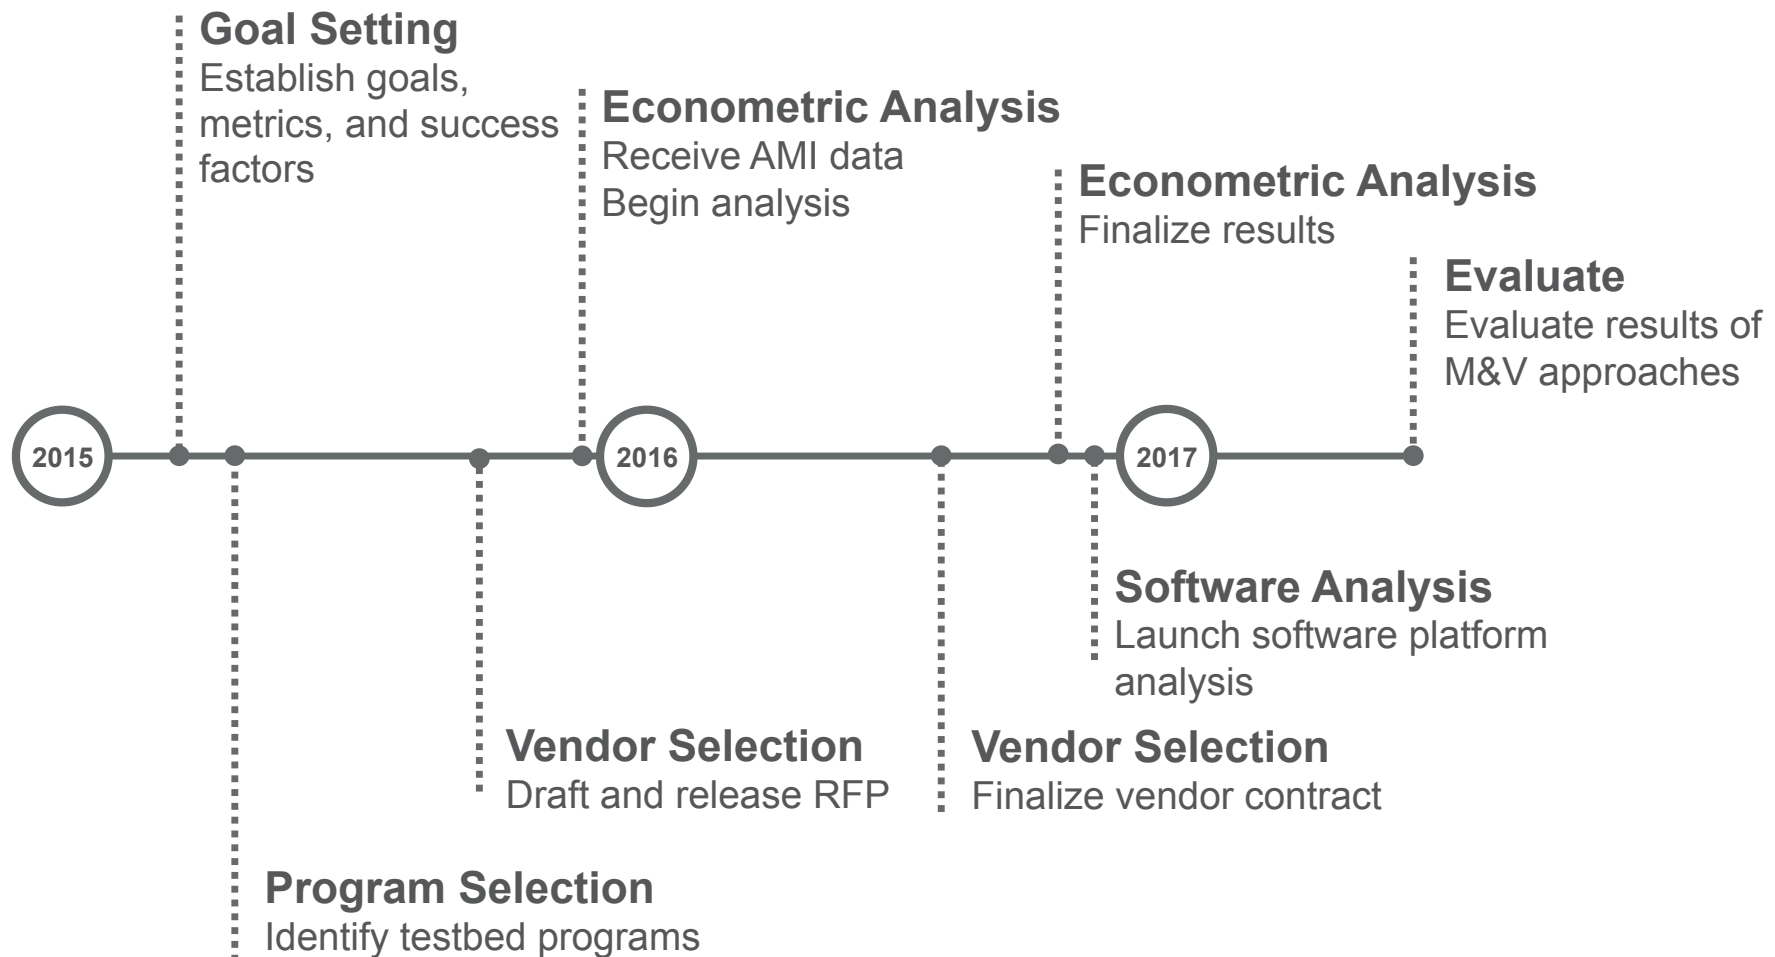 Goal Setting
Establish goals,
metrics, and success
factors
Econometric Analysis
Receive AMI data
Begin analysis
Econometric Analysis
Finalize results
Evaluate
Evaluate results of
M&V approaches
2015
2016
2017
Software Analysis
Launch software platform
analysis
Vendor Selection
Draft and release RFP
Vendor Selection
Finalize vendor contract
Program Selection
Identify testbed programs